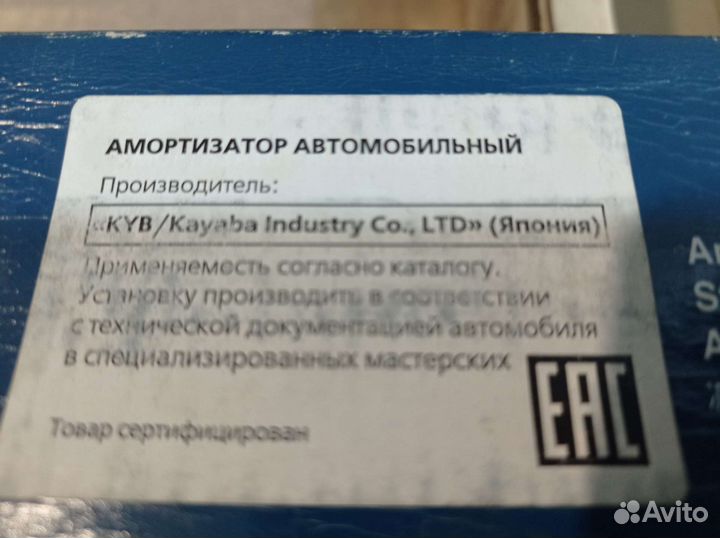 АМОРТИЗАТОР АВТОМОБИЛЬНЫЙ
Производитель:
«KYB/Kayaba Industry Co., LTD» (Япония)
Применяемость согласно каталогу.
Установку производить в соответствии
с технической документацией автомобиля
в специализированных мастерских
EAC
Товар сертифицирован
Avito